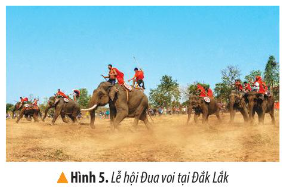 Hình 5. Lễ hội Đua voi tại Đắk Lắk